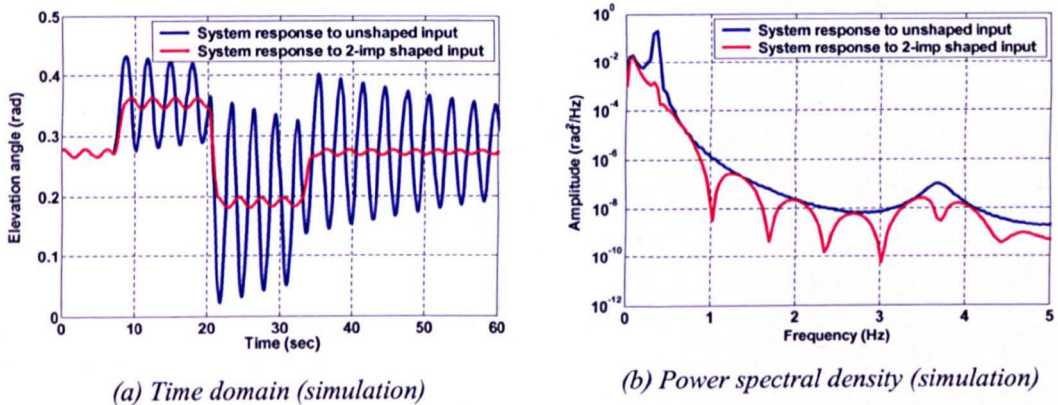 System response to unshaped input
System response to 2-imp shaped input
0.5
0.4
0.3
0.2
0.1
0
Elevation angle (rad)
0 10 20 30 40 50 60
Time (sec)
(a) Time domain (simulation)
System response to unshaped input
System response to 2-imp shaped input
10^0
10^-2
10^-4
10^-6
10^-8
10^-10
10^-12
Amplitude (rad^2/Hz)
0 1 2 3 4 5
Frequency (Hz)
(b) Power spectral density (simulation)